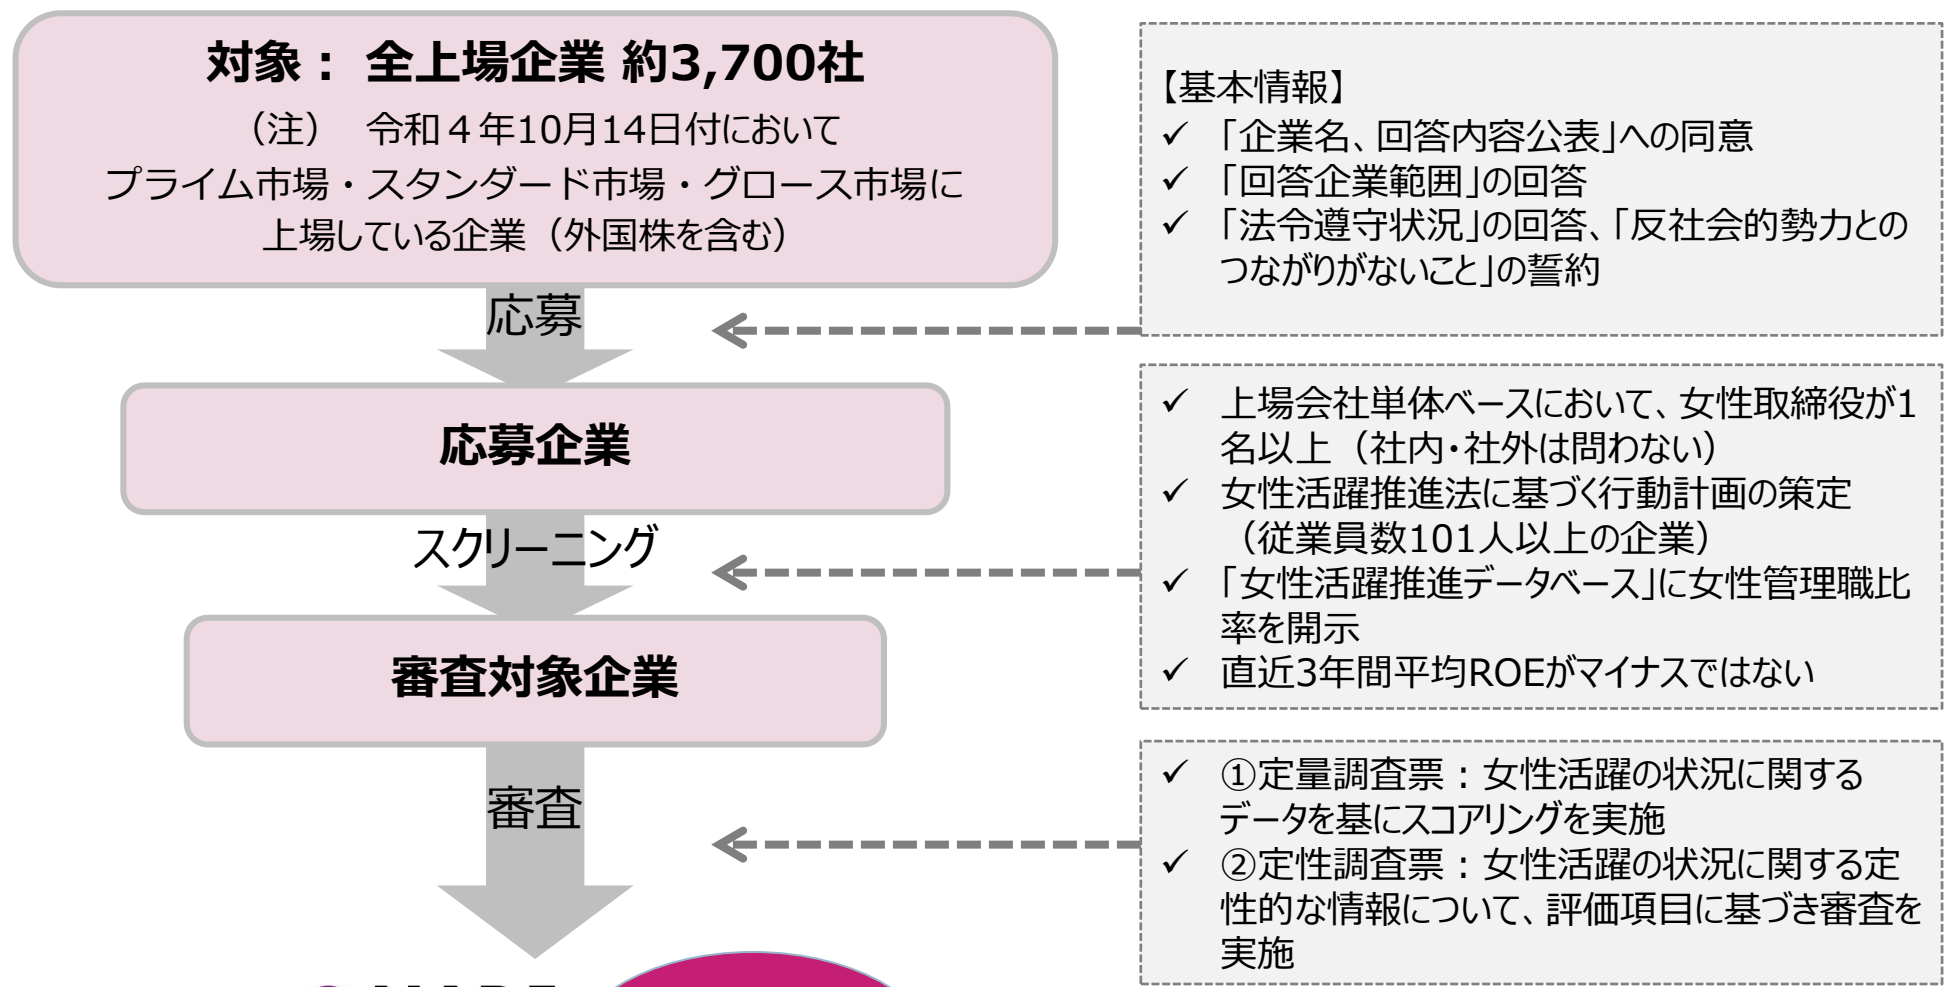 対象： 全上場企業 約3,700社
（注） 令和４年10月14日付において
プライム市場・スタンダード市場・グロース市場に
上場している企業（外国株を含む）
応募
【基本情報】
✓ 「企業名、回答内容公表」への同意
✓ 「回答企業範囲」の回答
✓ 「法令遵守状況」の回答、「反社会的勢力との
つながりがないこと」の誓約
応募企業
スクリーニング
✓ 上場会社単体ベースにおいて、女性取締役が1
名以上（社内・社外は問わない）
✓ 女性活躍推進法に基づく行動計画の策定
（従業員数101人以上の企業）
✓ 「女性活躍推進データベース」に女性管理職比
率を開示
✓ 直近3年間平均ROEがマイナスではない
審査対象企業
審査
✓ ①定量調査票：女性活躍の状況に関する
データを基にスコアリングを実施
✓ ②定性調査票：女性活躍の状況に関する定
性的な情報について、評価項目に基づき審査を
実施